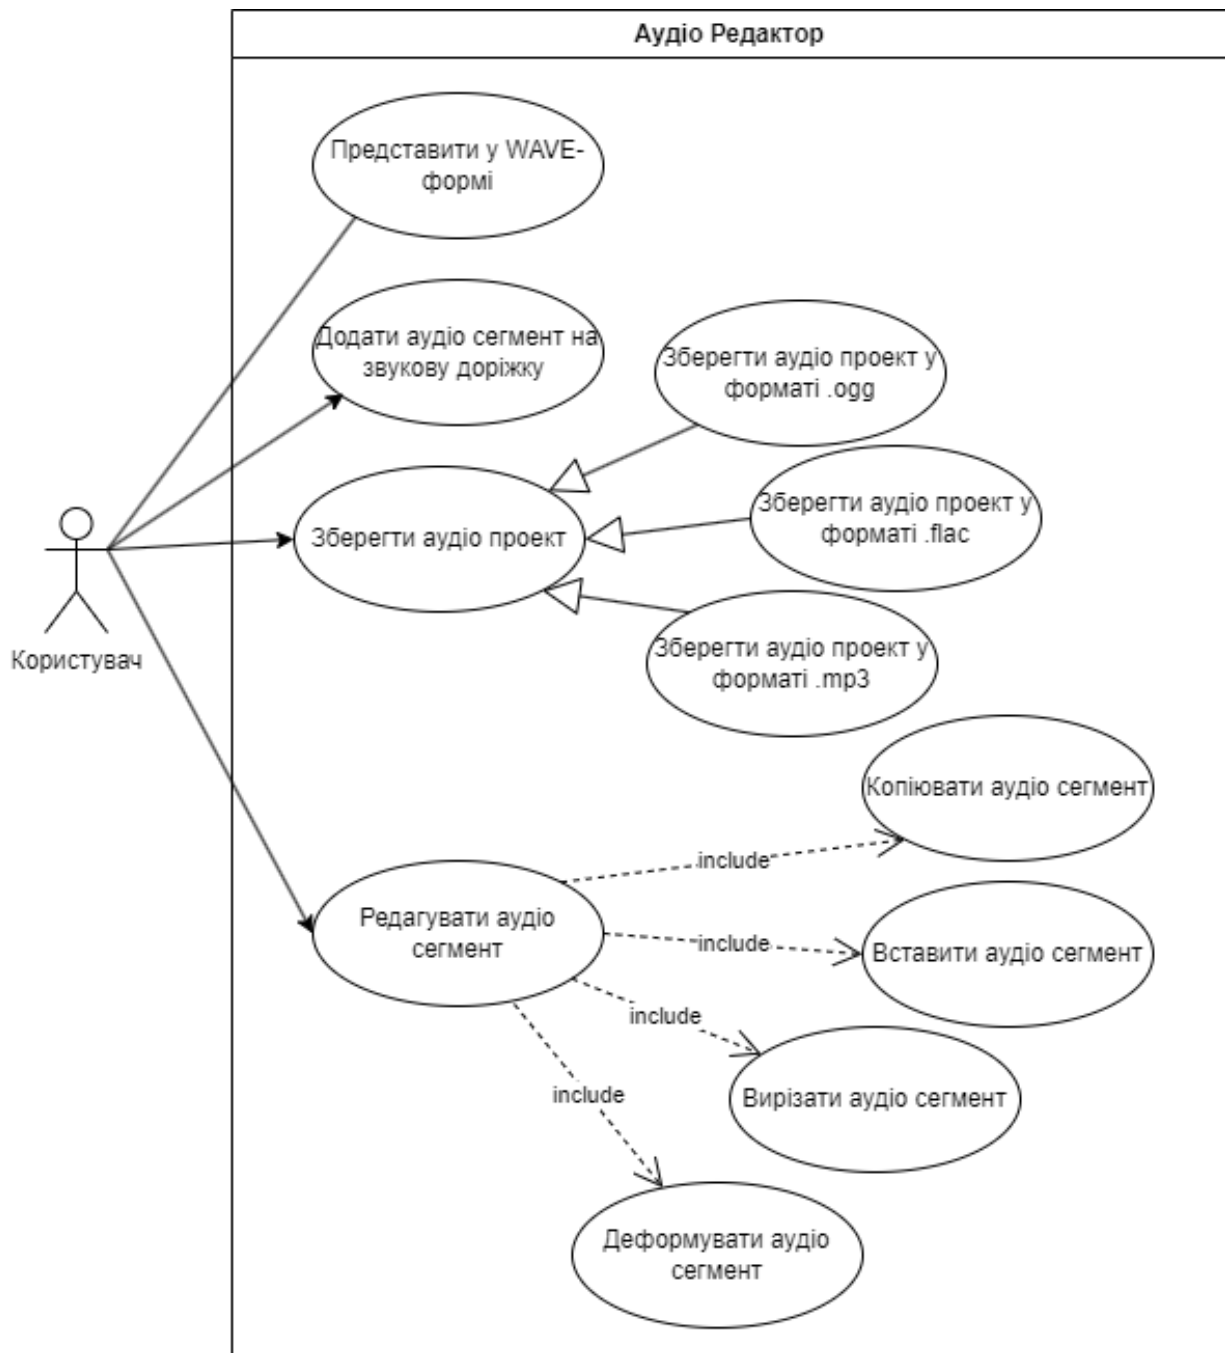 Аудіо Редактор
Представити у WAVE-
формі
Додати аудіо сегмент на
звукову доріжку
Зберегти аудіо проект у
форматі .ogg
Зберегти аудіо проект у
форматі .flac
Зберегти аудіо проект
Зберегти аудіо проект у
форматі .mp3
Користувач
Копіювати аудіо сегмент
include
Редагувати аудіо
сегмент
include
Вставити аудіо сегмент
include
Вирізати аудіо сегмент
include
Деформувати аудіо
сегмент